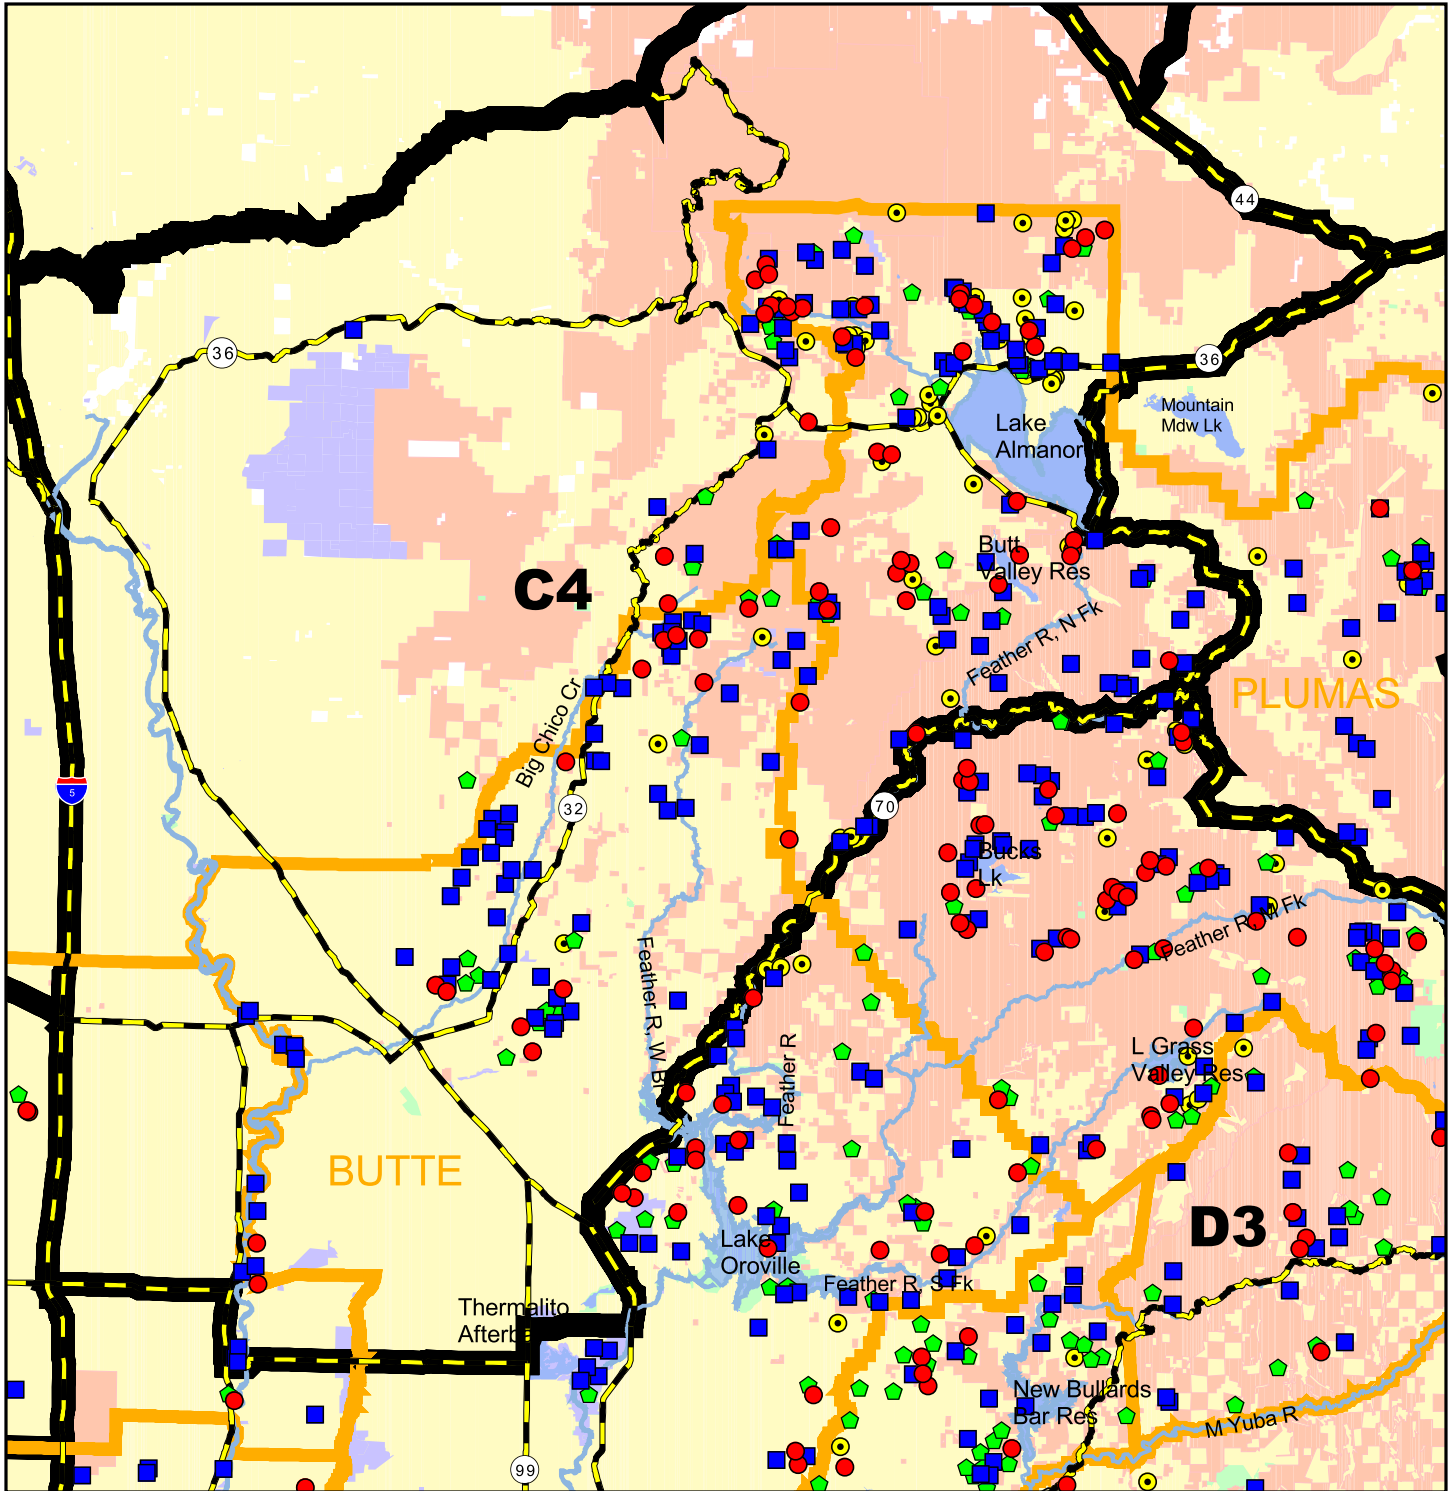 44
36
36
Mountain
Mdw Lk
Lake
Almanor
Butt
Valley Res
C4
Feather R, N Fk
PLUMAS
Big Chico Cr
5
32
70
Bucks
Lk
Feather R, M Fk
Feather R, W Br
Feather R
L Grass
Valley Res
BUTTE
D3
Lake
Oroville
Feather R, S Fk
Thermalito
Afterba
New Bullards
Bar Res
M Yuba R
99